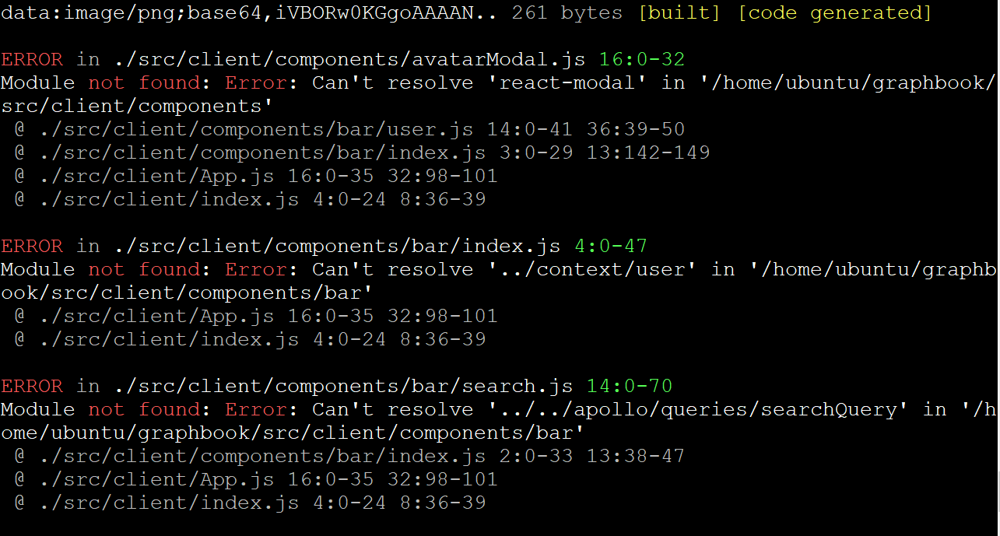 data:image/png;base64,iVBORw0KGgoAAAAN.. 261 bytes [built] [code generated]
ERROR in ./src/client/components/avatarModal.js 16:0-32
Module not found: Error: Can't resolve 'react-modal' in '/home/ubuntu/graphbook/
src/client/components'
@ ./src/client/components/bar/user.js 14:0-41 36:39-50
@ ./src/client/components/bar/index.js 3:0-29 13:142-149
@ ./src/client/App.js 16:0-35 32:98-101
@ ./src/client/index.js 4:0-24 8:36-39
ERROR in ./src/client/components/bar/index.js 4:0-47
Module not found: Error: Can't resolve '../context/user' in '/home/ubuntu/graphb
ook/src/client/components/bar'
@ ./src/client/App.js 16:0-35 32:98-101
@ ./src/client/index.js 4:0-24 8:36-39
ERROR in ./src/client/components/bar/search.js 14:0-70
Module not found: Error: Can't resolve '../../apollo/queries/searchQuery' in '/h
ome/ubuntu/graphbook/src/client/components/bar'
@ ./src/client/components/bar/index.js 2:0-33 13:38-47
@ ./src/client/App.js 16:0-35 32:98-101
@ ./src/client/index.js 4:0-24 8:36-39